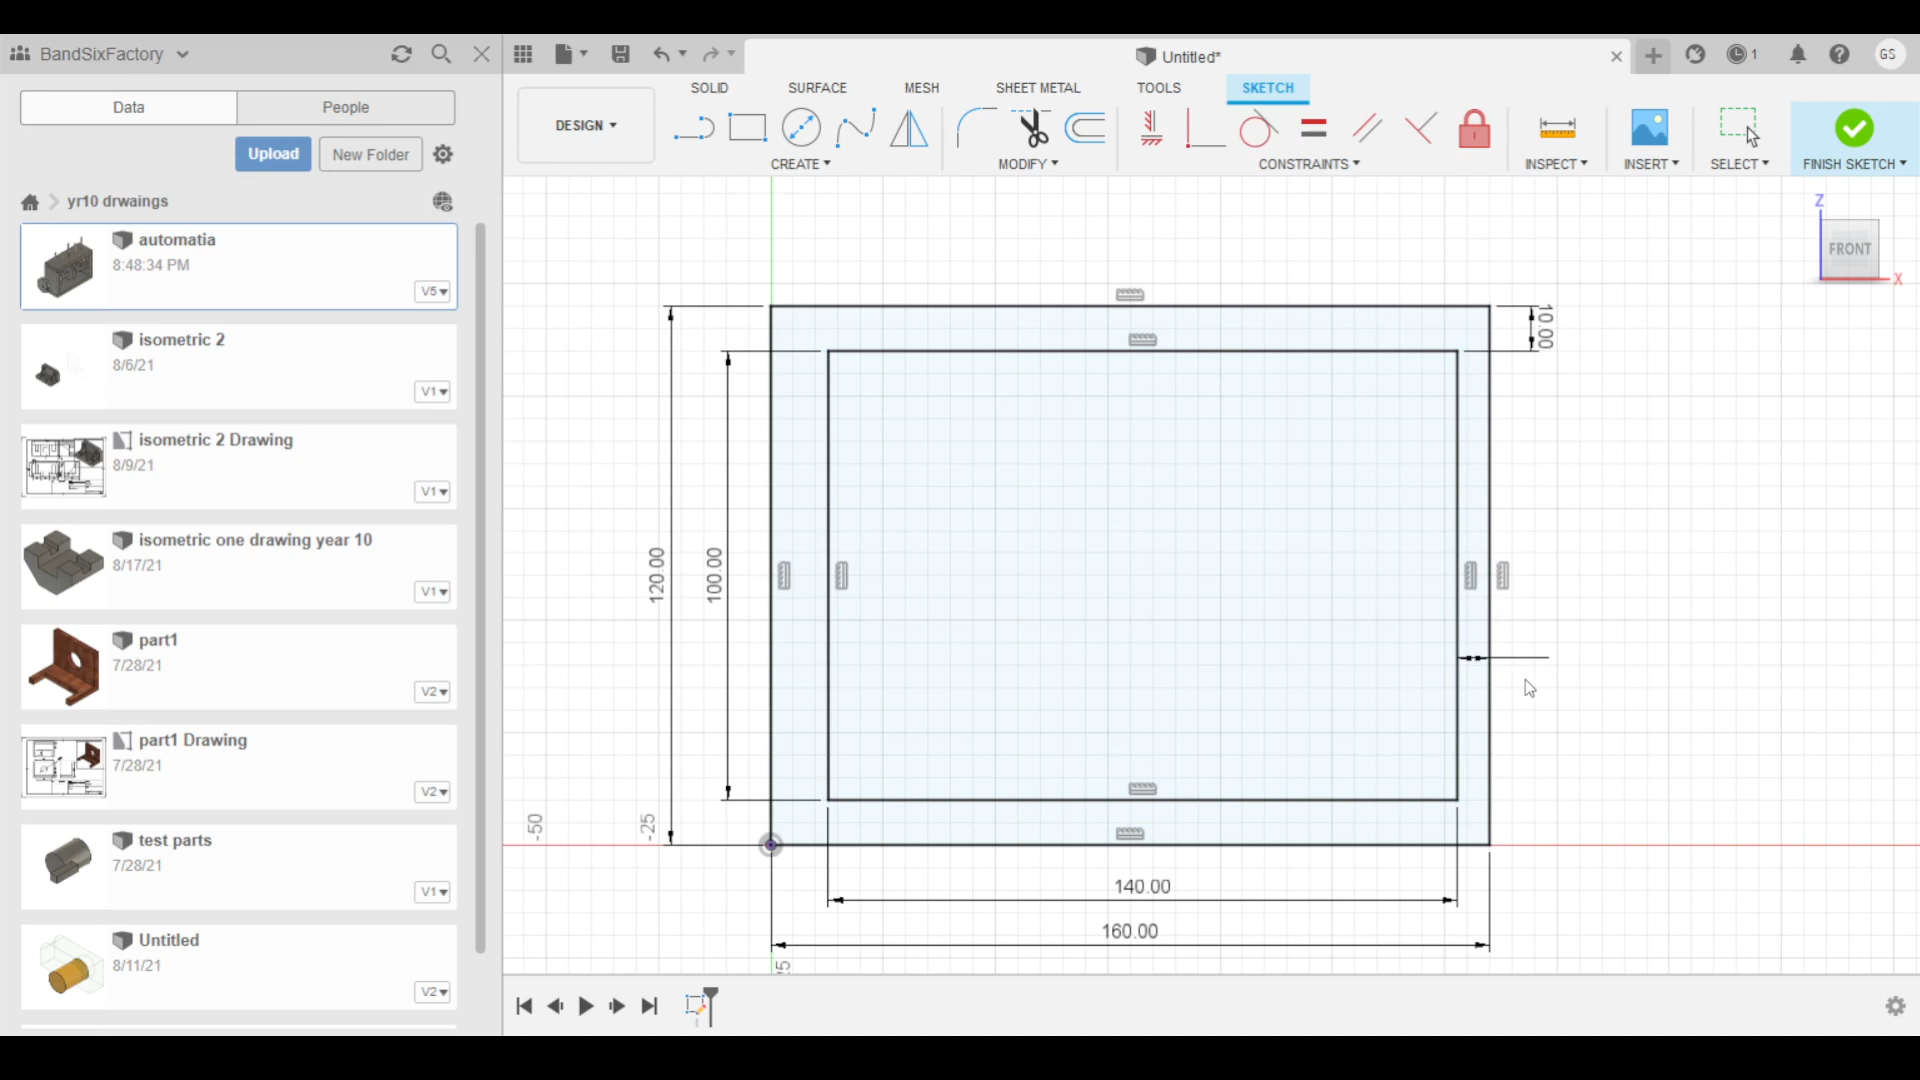 BandSixFactory
Untitled*
1
GS
Data
People
Upload
New Folder
yr10 drwaings
automatia
8:48:34 PM
V5
isometric 2
8/6/21
V1
isometric 2 Drawing
8/9/21
V1
isometric one drawing year 10
8/17/21
V1
part1
7/28/21
V2
part1 Drawing
7/28/21
V2
test parts
7/28/21
V1
Untitled
8/11/21
V2
DESIGN
SOLID
SURFACE
MESH
SHEET METAL
TOOLS
SKETCH
CREATE
MODIFY
CONSTRAINTS
INSPECT
INSERT
SELECT
FINISH SKETCH
Z
FRONT
X
10.00
120.00
100.00
-50
-25
140.00
160.00